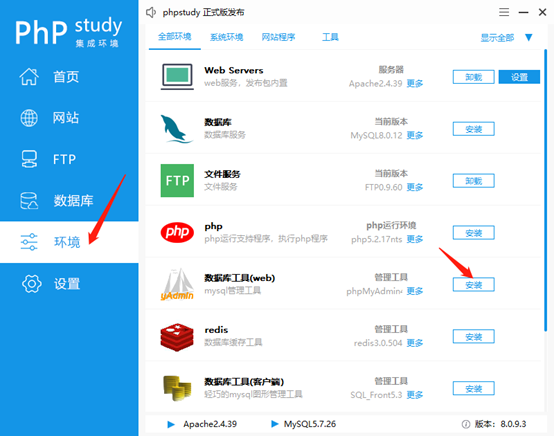 PhP study
集成环境
phpstudy 正式版发布
首页
网站
FTP
数据库
环境
设置
全部环境 系统环境 网站程序 工具 显示全部
Web Servers
web服务，发布包内置
服务器
Apache2.4.39 更多
卸载 设置
数据库
数据库服务
当前版本
MySQL8.0.12 更多
安装
FTP
文件服务
文件服务
当前版本
FTP0.9.60 更多
卸载
php
php
php运行支持程序，执行php程序
php运行环境
php5.2.17nts 更多
安装
yAdmin
数据库工具(web)
mysql管理工具
管理工具
phpMyAdmin 更多
安装
redis
数据库缓存工具
管理工具
redis3.0.504 更多
安装
数据库工具(客户端)
轻巧的mysql图形管理工具
管理工具
SQL_Front5.3 更多
安装
Apache2.4.39 MySQL5.7.26 版本：8.0.9.3